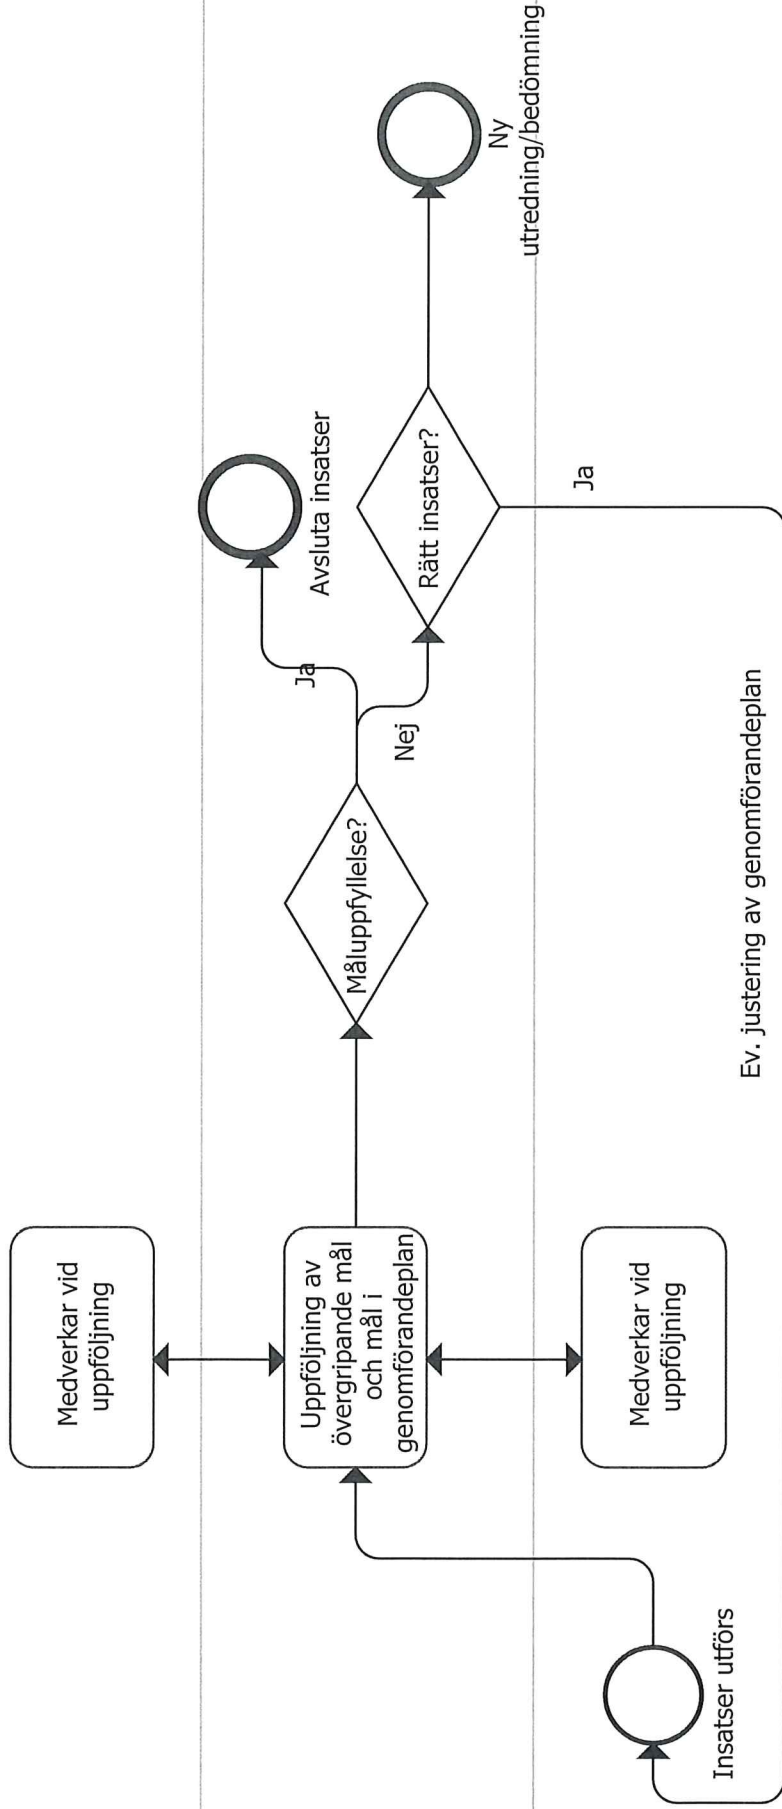 Medverkar vid
uppföljning
Uppföljning av
övergripande mål
och mål i
genomförandeplan
Medverkar vid
uppföljning
Insatser utförs
Måluppfyllelse?
Ja
Nej
Avsluta insatser
Rätt insatser?
Ja
Ny
utredning/bedömning
Ev. justering av genomförandeplan